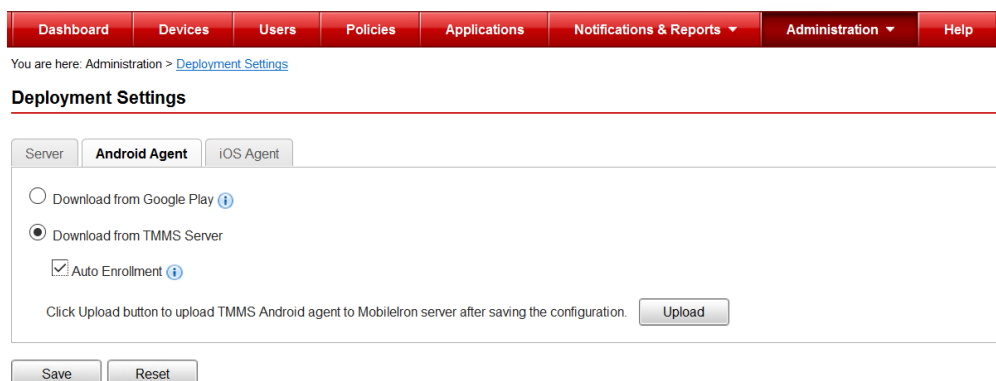 Dashboard Devices Users Policies Applications Notifications & Reports Administration Help
You are here: Administration > Deployment Settings
Deployment Settings
Server Android Agent iOS Agent
Download from Google Play
Download from TMMS Server
Auto Enrollment
Click Upload button to upload TMMS Android agent to MobileIron server after saving the configuration. Upload
Save Reset